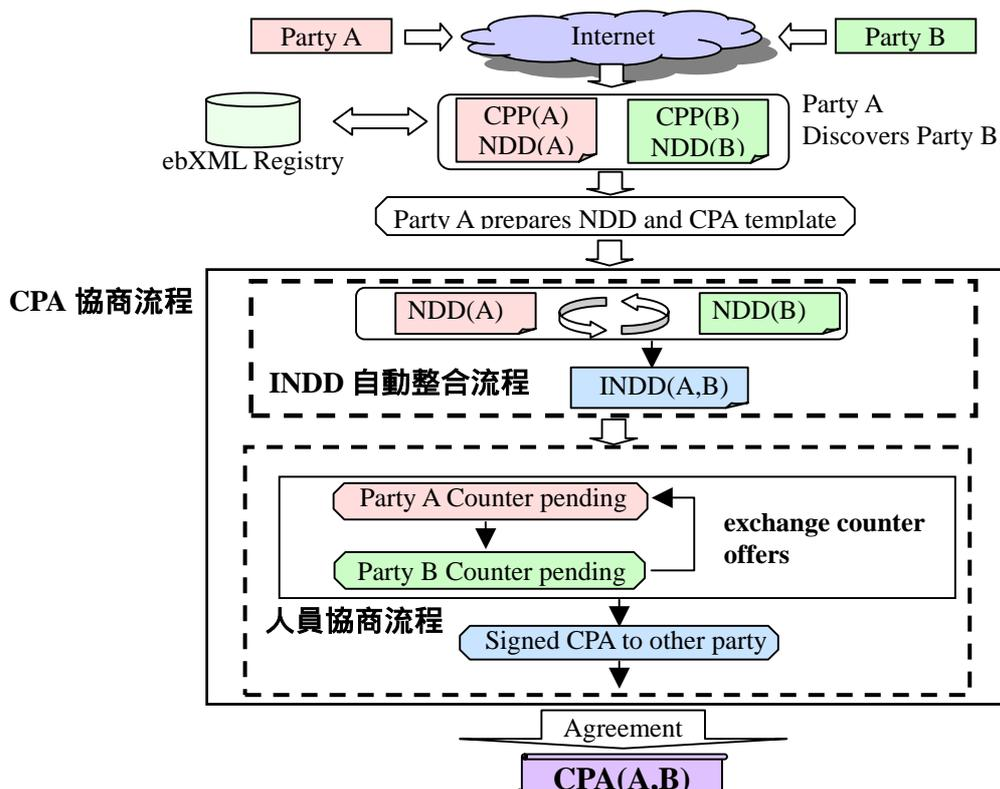 Party A
Internet
Party B
CPP(A)
NDD(A)
CPP(B)
NDD(B)
Party A
Discovers Party B
ebXML Registry
Party A prepares NDD and CPA template
CPA 協商流程
NDD(A)
NDD(B)
INDD 自動整合流程
INDD(A,B)
Party A Counter pending
exchange counter
offers
Party B Counter pending
人員協商流程
Signed CPA to other party
Agreement
CPA(A,B)